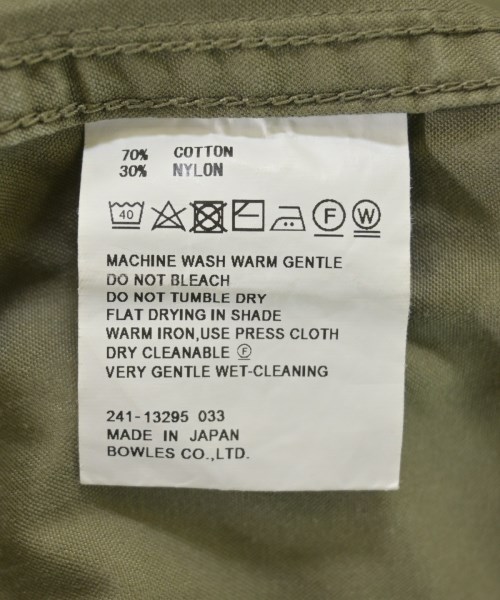 70% COTTON
30% NYLON
40 F W
MACHINE WASH WARM GENTLE
DO NOT BLEACH
DO NOT TUMBLE DRY
FLAT DRYING IN SHADE
WARM IRON,USE PRESS CLOTH
DRY CLEANABLE Ⓕ
VERY GENTLE WET-CLEANING
241-13295 033
MADE IN JAPAN
BOWLES CO.,LTD.